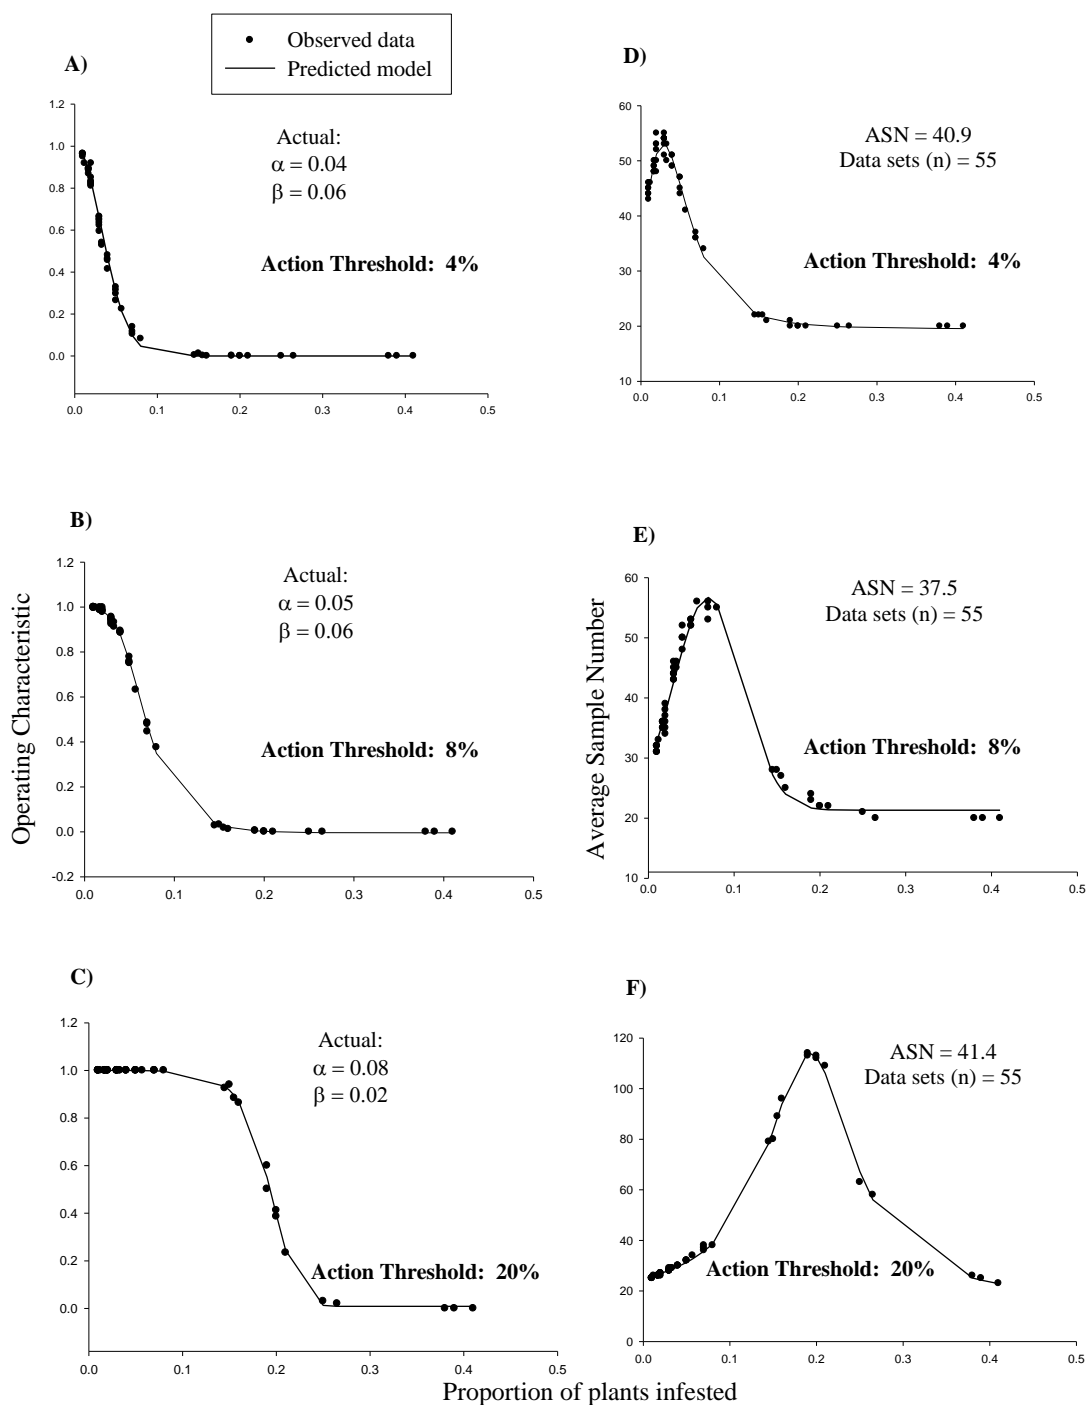 Observed data
Predicted model
A)
1.2
1.0
0.8
0.6
0.4
0.2
0.0
0.0 0.1 0.2 0.3 0.4 0.5
Actual:
α = 0.04
β = 0.06
Action Threshold: 4%
D)
60
50
40
30
20
10
0.0 0.1 0.2 0.3 0.4 0.5
ASN = 40.9
Data sets (n) = 55
Action Threshold: 4%
B)
1.2
1.0
0.8
0.6
0.4
0.2
0.0
-0.2
0.0 0.1 0.2 0.3 0.4 0.5
Actual:
α = 0.05
β = 0.06
Action Threshold: 8%
Operating Characteristic
E)
60
50
40
30
20
10
0.0 0.1 0.2 0.3 0.4 0.5
ASN = 37.5
Data sets (n) = 55
Action Threshold: 8%
Average Sample Number
C)
1.2
1.0
0.8
0.6
0.4
0.2
0.0
0.0 0.1 0.2 0.3 0.4 0.5
Actual:
α = 0.08
β = 0.02
Action Threshold: 20%
F)
120
100
80
60
40
20
0
0.0 0.1 0.2 0.3 0.4 0.5
ASN = 41.4
Data sets (n) = 55
Action Threshold: 20%
Proportion of plants infested